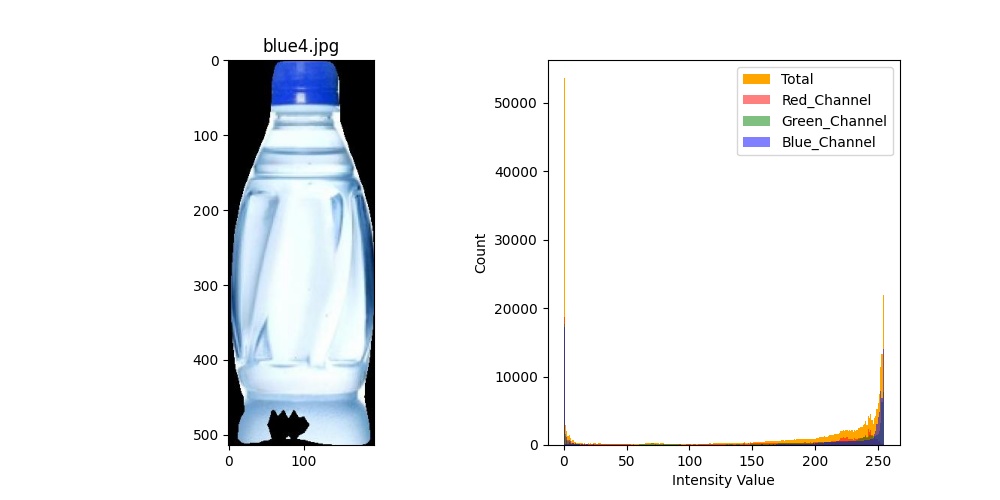 blue4.jpg
0
100
200
300
400
500
0
100
Count
50000
40000
30000
20000
10000
0
0
50
100
150
200
250
Intensity Value
Total
Red_Channel
Green_Channel
Blue_Channel